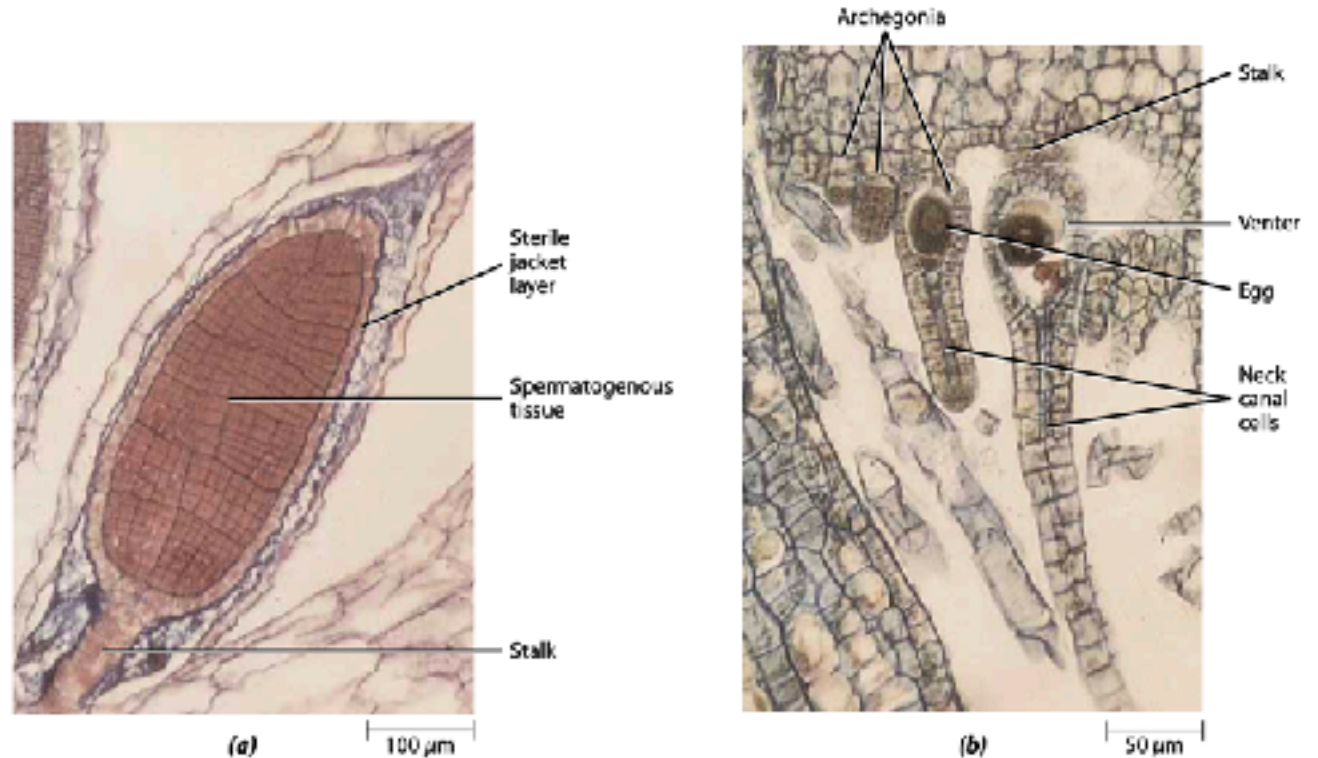 Archegonia
Stalk
Sterile
jacket
layer
Venter
Egg
Spermatogenous
tissue
Neck
canal
cells
Stalk
(a)
100 µm
(b)
50 µm